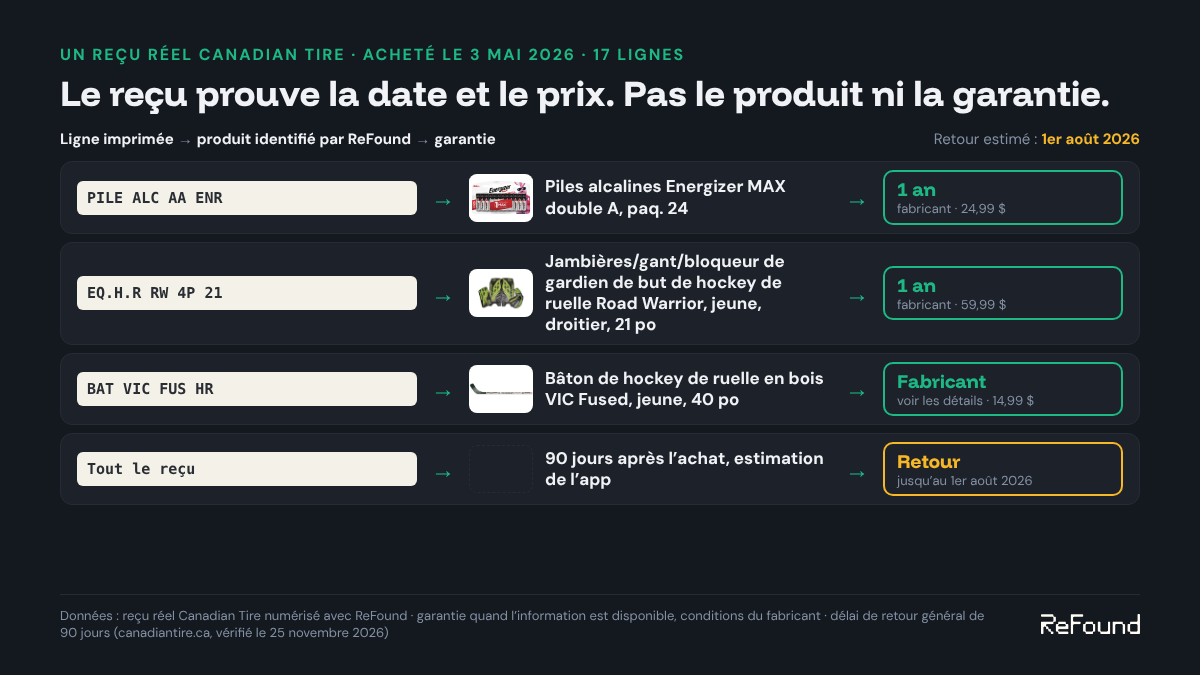 UN REÇU RÉEL CANADIAN TIRE · ACHETÉ LE 3 MAI 2026 · 17 LIGNES
Le reçu prouve la date et le prix. Pas le produit ni la garantie.
Ligne imprimée → produit identifié par ReFound → garantie
Retour estimé : 1er août 2026
PILE ALC AA ENR
→
Energizer
MAX
Piles alcalines Energizer MAX
double A, paq. 24
→
1 an
fabricant · 24,99 $
EQ.H.R RW 4P 21
→
Jambières/gant/bloqueur de
gardien de but de hockey de
ruelle Road Warrior, jeune,
droitier, 21 po
→
1 an
fabricant · 59,99 $
BAT VIC FUS HR
→
Bâton de hockey de ruelle en bois
VIC Fused, jeune, 40 po
→
Fabricant
voir les détails · 14,99 $
Tout le reçu
→
90 jours après l’achat, estimation
de l’app
→
Retour
jusqu’au 1er août 2026
Données : reçu réel Canadian Tire numérisé avec ReFound · garantie quand l’information est disponible, conditions du fabricant · délai de retour général de
90 jours (canadiantire.ca, vérifié le 25 novembre 2026)
ReFound